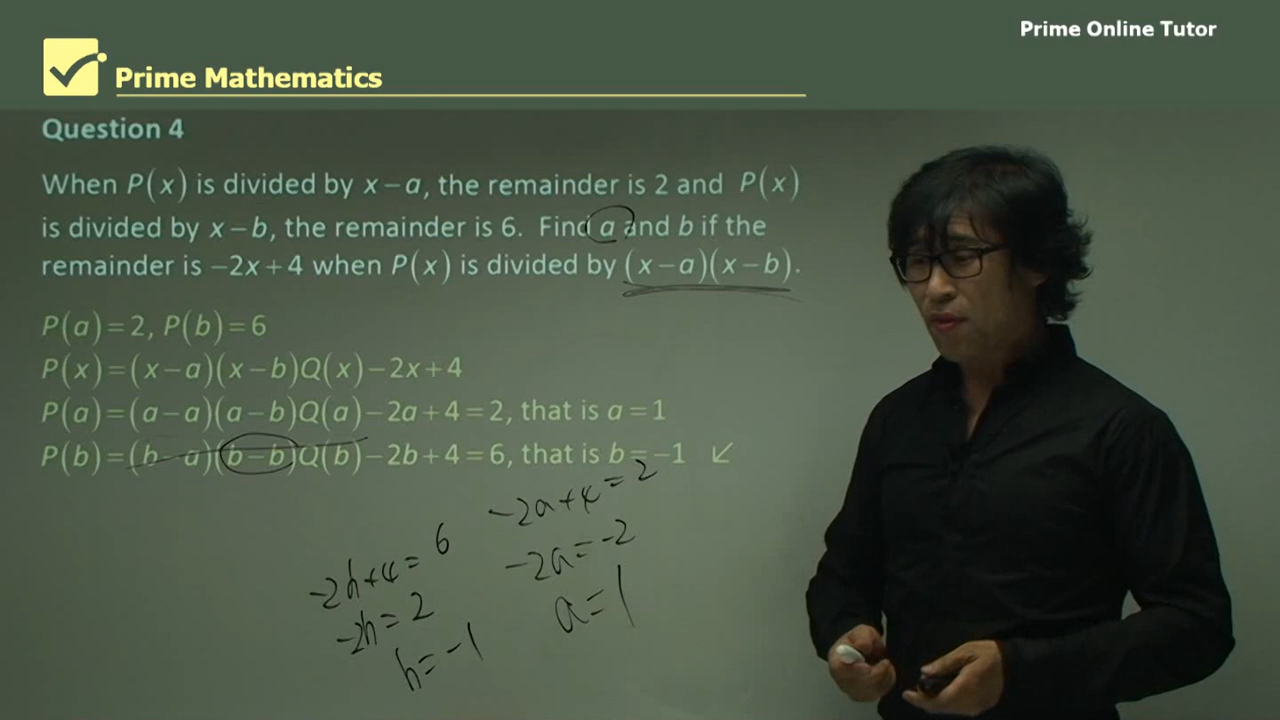 Prime Online Tutor
Prime Mathematics
Question 4
When P(x) is divided by x−a, the remainder is 2 and P(x)
is divided by x−b, the remainder is 6. Find a and b if the
remainder is −2x+4 when P(x) is divided by (x−a)(x−b).
P(a)=2, P(b)=6
P(x)=(x−a)(x−b)Q(x)−2x+4
P(a)=(a−a)(a−b)Q(a)−2a+4=2, that is a=1
P(b)=(b−a)(b−b)Q(b)−2b+4=6, that is b=−1 ↙
-2b+4=6
-2b=2
b=-1
-2a+4=2
-2a=-2
a=1